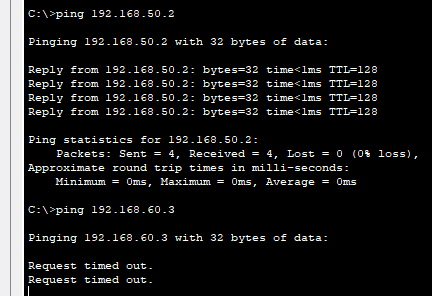 C:\>ping 192.168.50.2
Pinging 192.168.50.2 with 32 bytes of data:
Reply from 192.168.50.2: bytes=32 time<1ms TTL=128
Reply from 192.168.50.2: bytes=32 time<1ms TTL=128
Reply from 192.168.50.2: bytes=32 time<1ms TTL=128
Reply from 192.168.50.2: bytes=32 time<1ms TTL=128
Ping statistics for 192.168.50.2:
    Packets: Sent = 4, Received = 4, Lost = 0 (0% loss),
Approximate round trip times in milli-seconds:
    Minimum = 0ms, Maximum = 0ms, Average = 0ms
C:\>ping 192.168.60.3
Pinging 192.168.60.3 with 32 bytes of data:
Request timed out.
Request timed out.